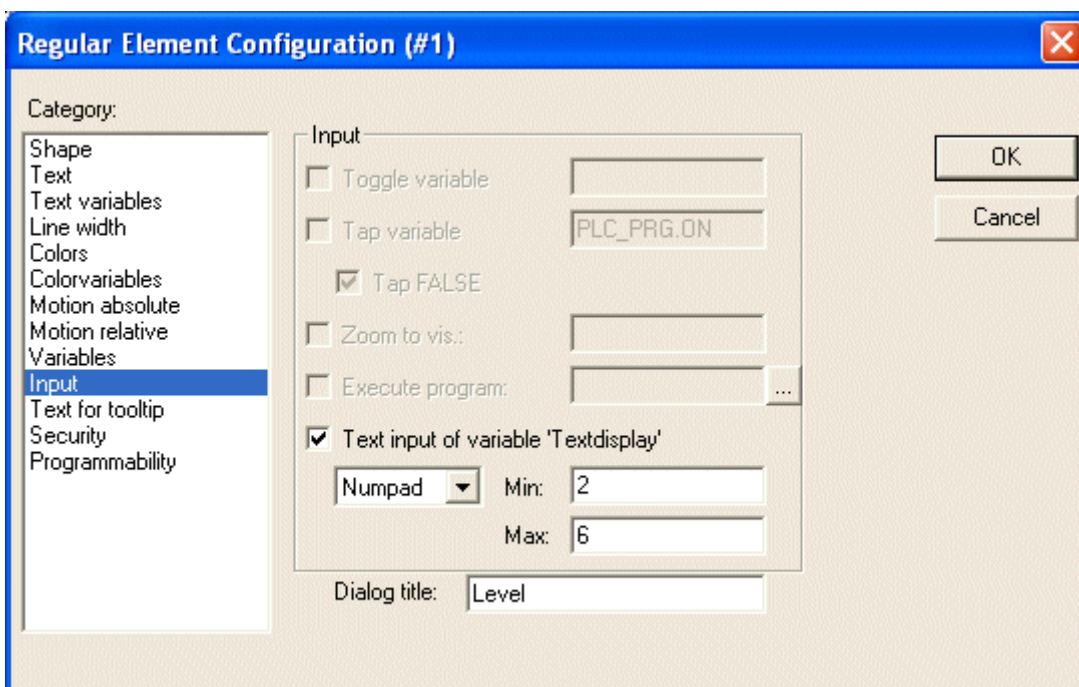 Regular Element Configuration (#1)
Category:
Shape
Text
Text variables
Line width
Colors
Colorvariables
Motion absolute
Motion relative
Variables
Input
Text for tooltip
Security
Programmability
Input
Toggle variable
Tap variable PLC_PRG.ON
Tap FALSE
Zoom to vis.:
Execute program: ...
Text input of variable 'Textdisplay'
Numpad Min: 2
Max: 6
Dialog title: Level
OK
Cancel